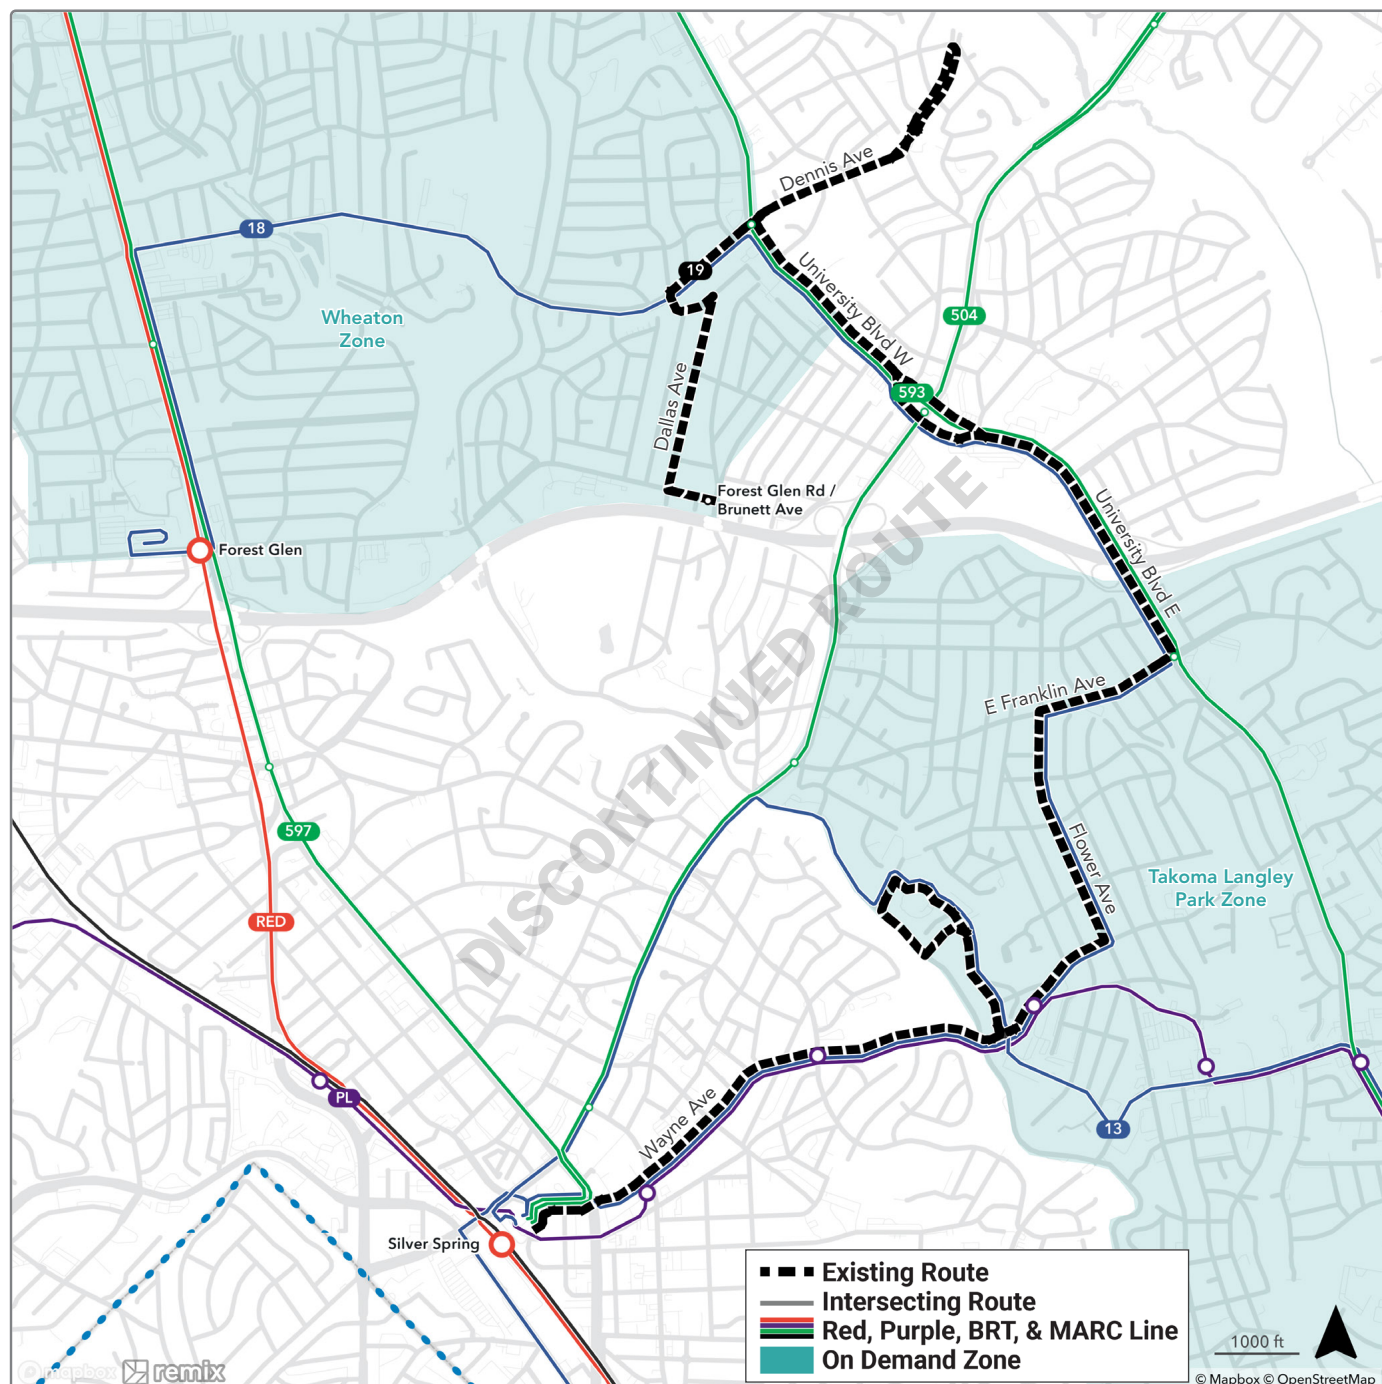 Dennis Ave
18
19
University Blvd W
504
Wheaton
Zone
593
Dallas Ave
Forest Glen Rd /
Brunett Ave
University Blvd E
Forest Glen
DISCONTINUED ROUTE
E Franklin Ave
597
Flower Ave
Takoma Langley
Park Zone
RED
PL
Wayne Ave
13
Silver Spring
Existing Route
Intersecting Route
Red, Purple, BRT, & MARC Line
On Demand Zone
1000 ft
mapbox remix
© Mapbox © OpenStreetMap